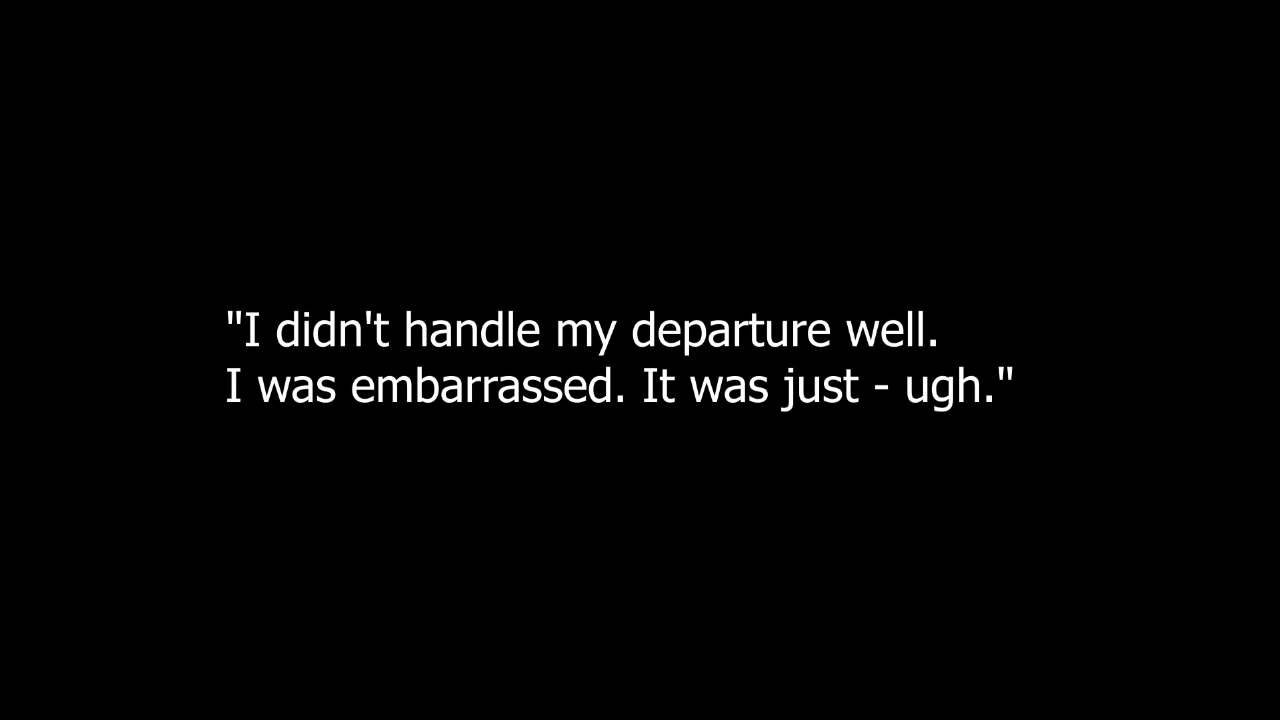 "I didn't handle my departure well.
I was embarrassed. It was just - ugh."